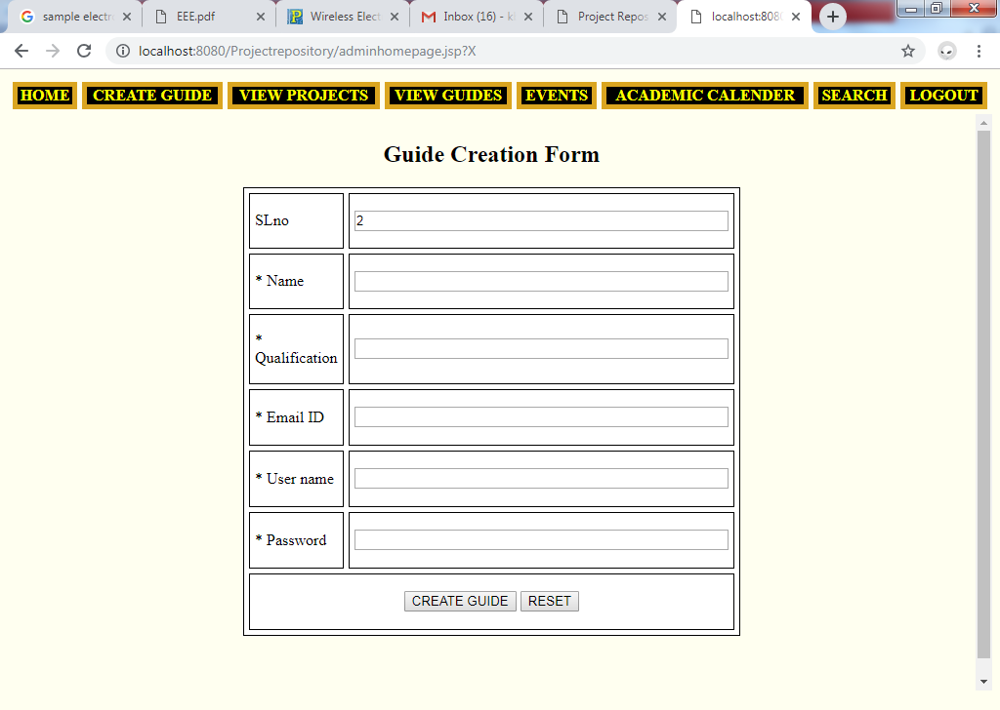 sample electr
EEE.pdf
Wireless Elect
Inbox (16) - k
Project Repos
localhost:808
localhost:8080/Projectrepository/adminhomepage.jsp?X
HOME
CREATE GUIDE
VIEW PROJECTS
VIEW GUIDES
EVENTS
ACADEMIC CALENDER
SEARCH
LOGOUT
Guide Creation Form
SLno
2
* Name
*
Qualification
* Email ID
* User name
* Password
CREATE GUIDE
RESET